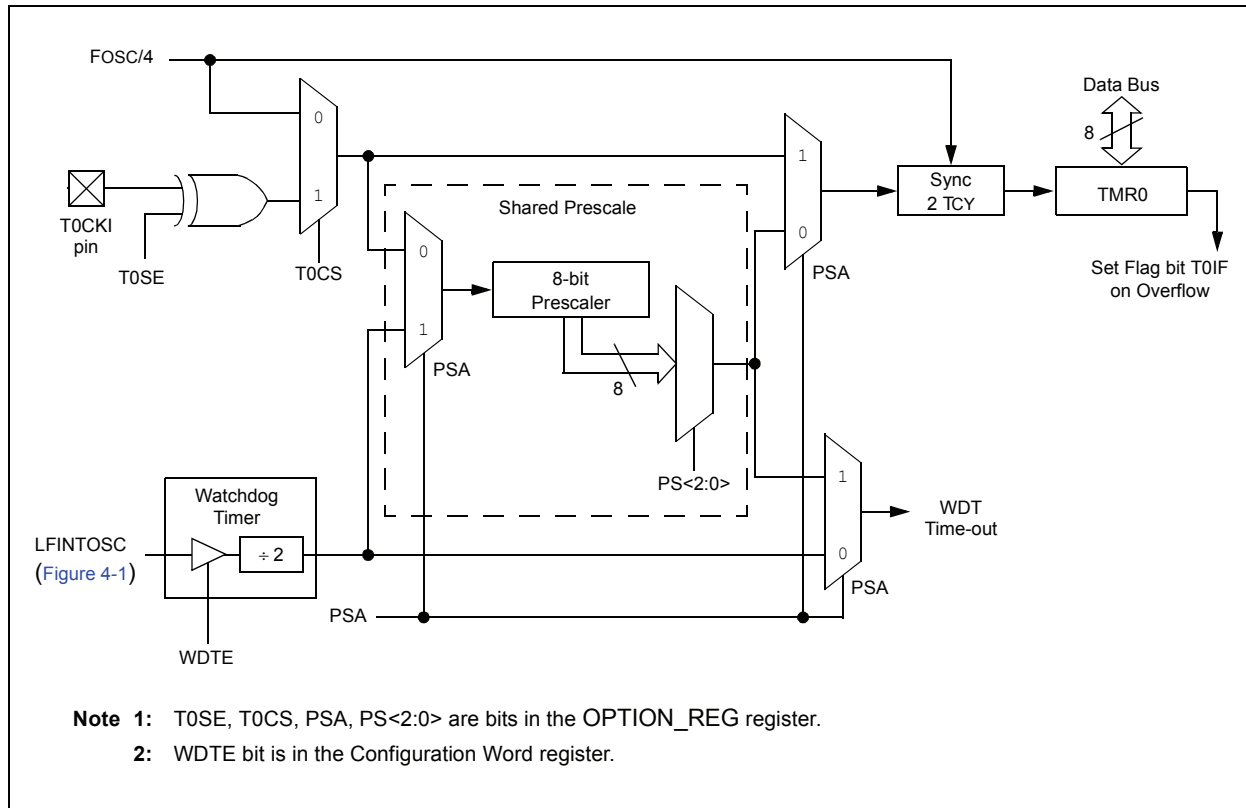 FOSC/4
Data Bus
0
8
1
Sync
2 TCY
TMR0
T0CKI
pin
1
Shared Prescale
T0SE
T0CS
0
8-bit
Prescaler
0
PSA
Set Flag bit T0IF
on Overflow
1
PSA
8
PS<2:0>
1
WDT
Time-out
Watchdog
Timer
LFINTOSC
(Figure 4-1)
÷ 2
0
PSA
PSA
WDTE
Note 1: T0SE, T0CS, PSA, PS<2:0> are bits in the OPTION_REG register.
2: WDTE bit is in the Configuration Word register.